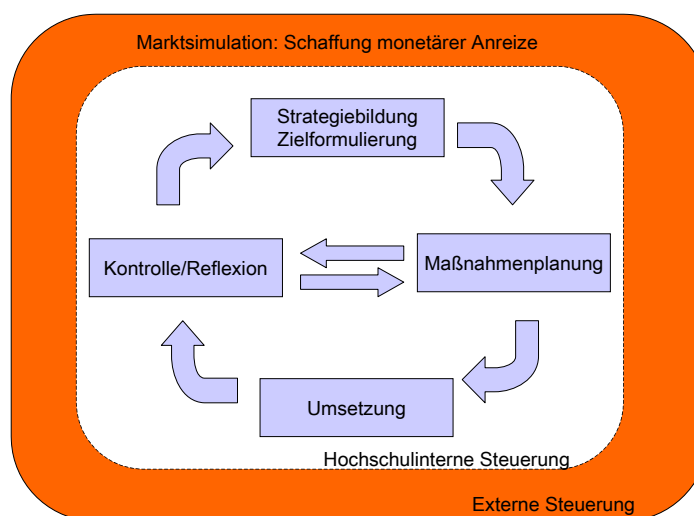 Marktsimulation: Schaffung monetärer Anreize
Strategiebildung
Zielformulierung
Kontrolle/Reflexion
Maßnahmenplanung
Umsetzung
Hochschulinterne Steuerung
Externe Steuerung